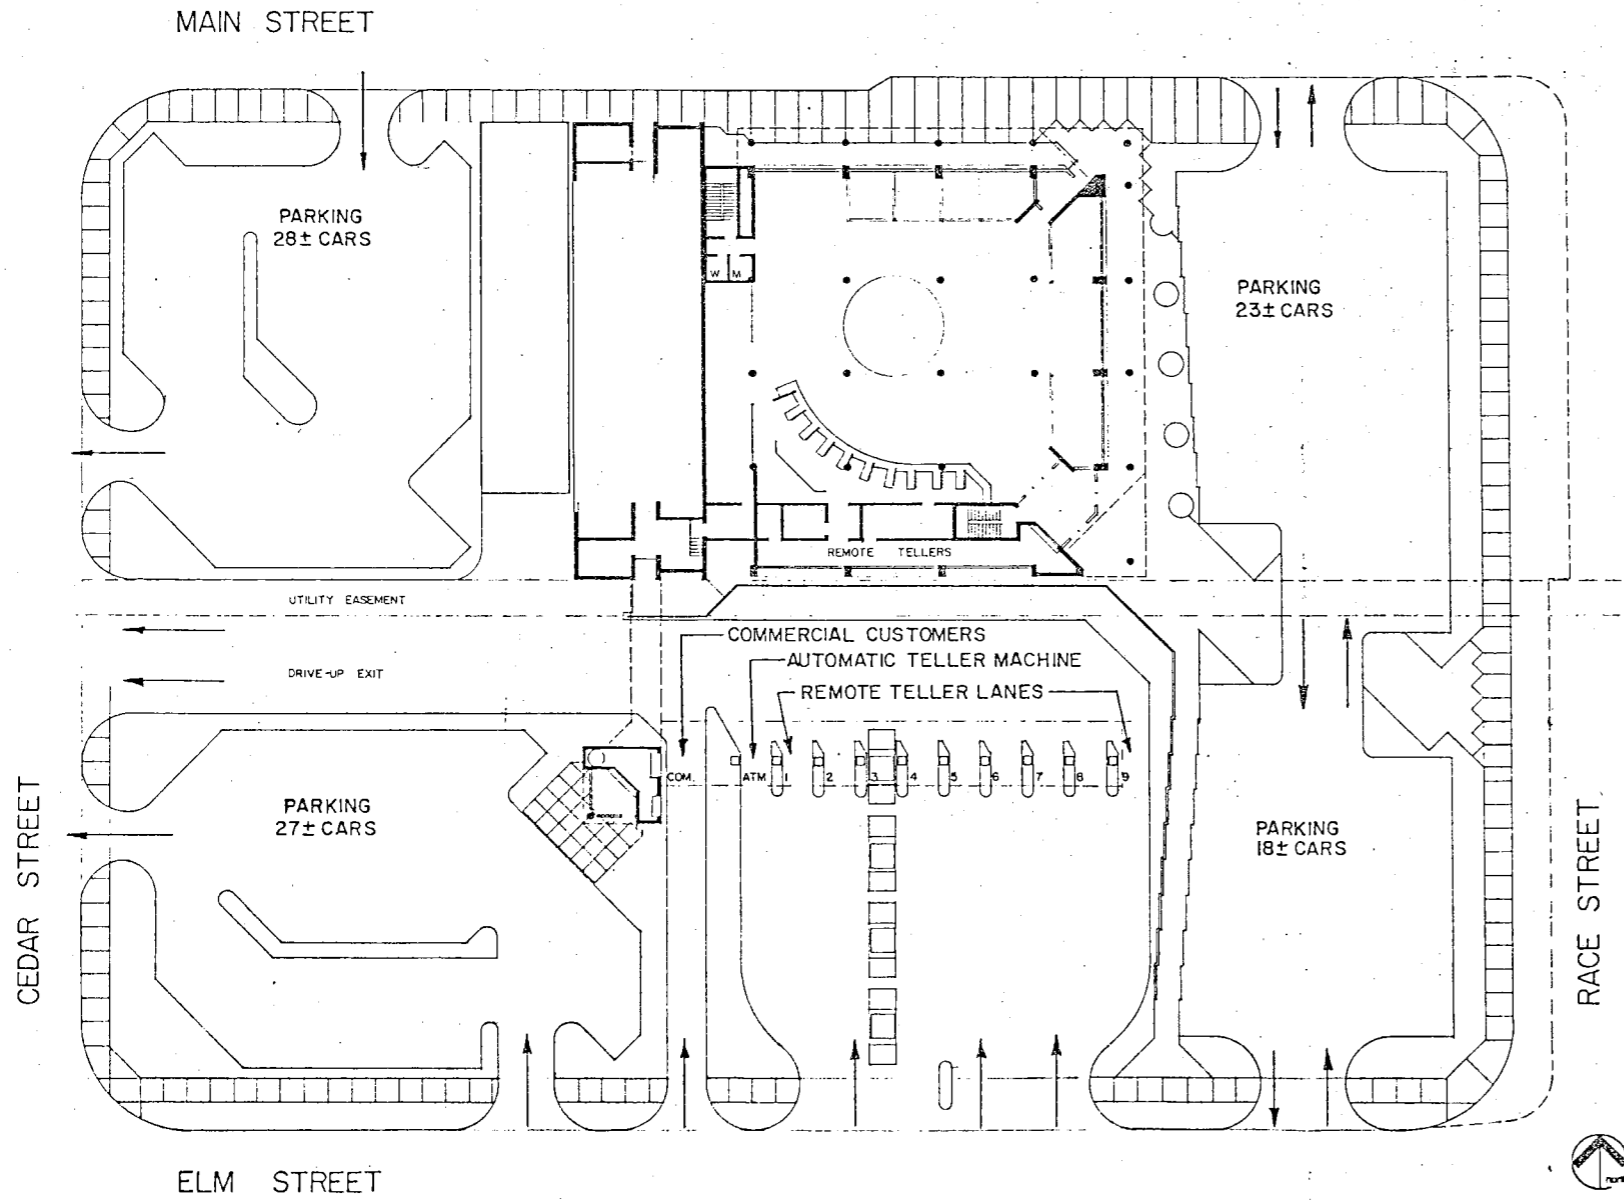 MAIN STREET
PARKING
28± CARS
W M
PARKING
23± CARS
REMOTE TELLERS
UTILITY EASEMENT
COMMERCIAL CUSTOMERS
AUTOMATIC TELLER MACHINE
DRIVE-UP EXIT
REMOTE TELLER LANES
COM. ATM 1 2 3 4 5 6 7 8 9
PARKING
27± CARS
PARKING
18± CARS
CEDAR STREET
RACE STREET
ELM STREET